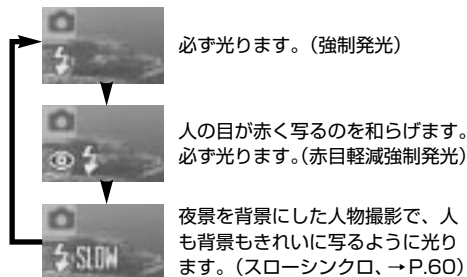 必ず光ります。(強制発光)
人の目が赤く写るのを和らげます。
必ず光ります。(赤目軽減強制発光)
SLOW
夜景を背景にした人物撮影で、人
も背景もきれいに写るように光り
ます。(スローシンクロ、→P.60)